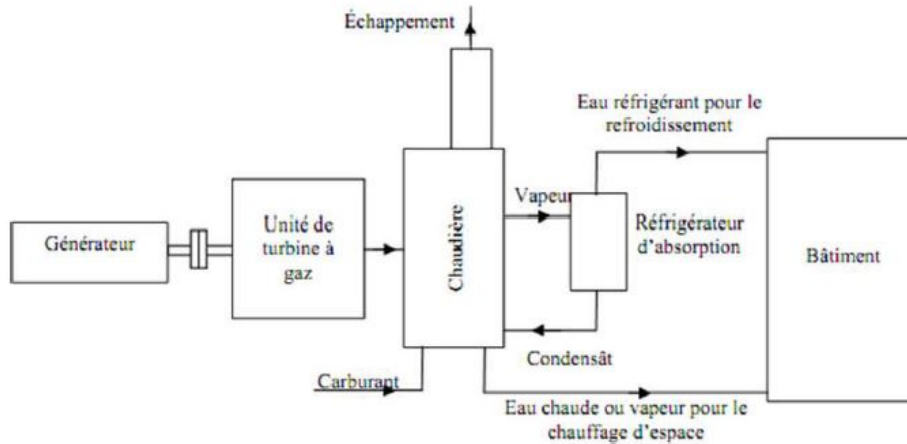 Échappement
Eau réfrigérant pour le
refroidissement
Vapeur
Générateur
Unité de
turbine à
gaz
Chaudière
Réfrigérateur
d'absorption
Bâtiment
Condensât
Carburant
Eau chaude ou vapeur pour le
chauffage d'espace